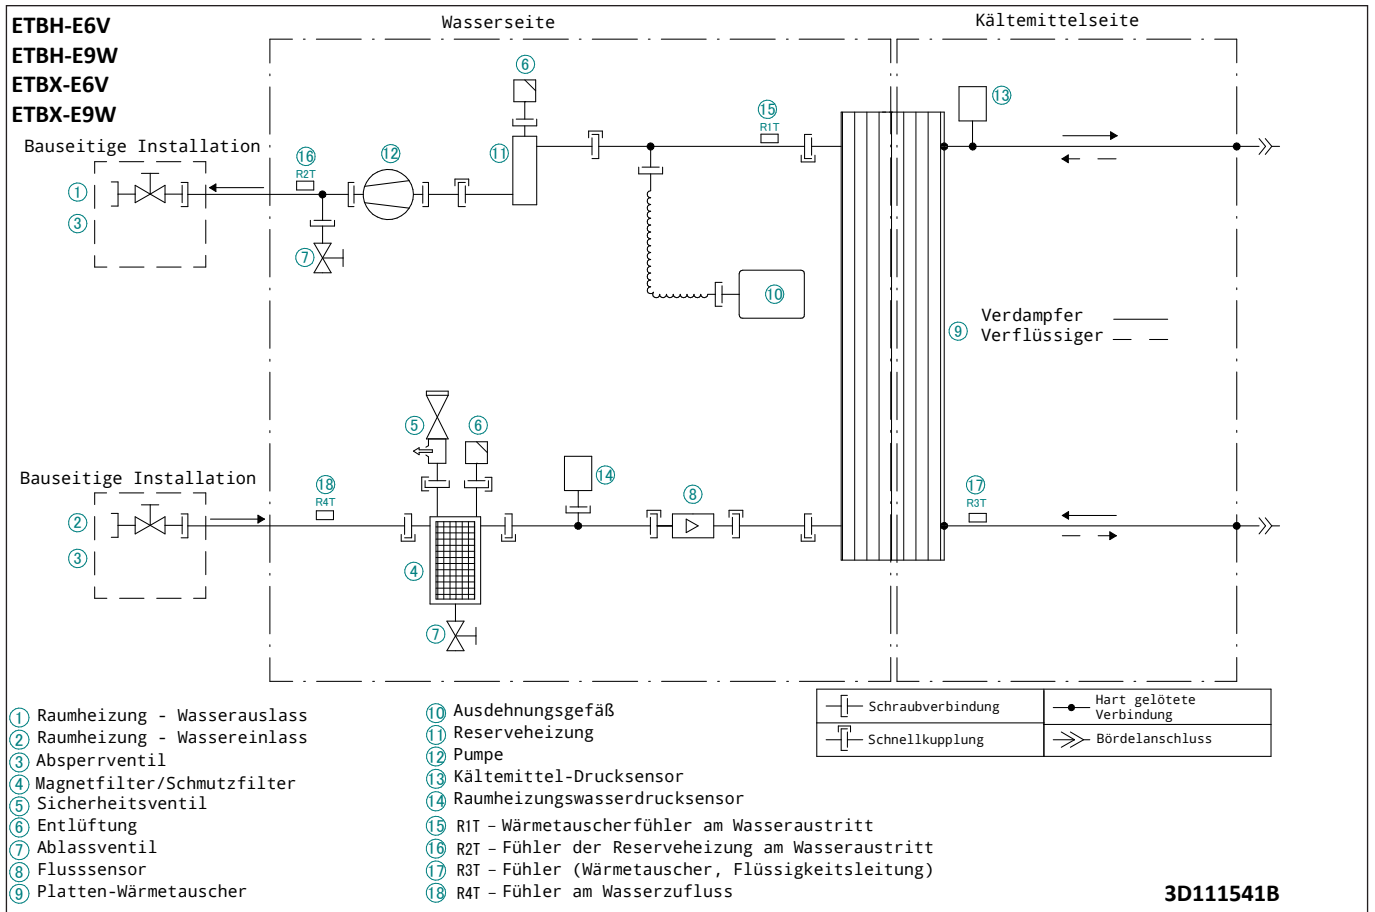 ETBH-E6V
ETBH-E9W
ETBX-E6V
ETBX-E9W
Wasserseite
Kältemittelseite
Bauseitige Installation
1
3
16
R2T
12
11
6
15
R1T
13
7
10
9
Verdampfer
Verflüssiger
Bauseitige Installation
2
3
18
R4T
5
6
4
7
14
8
17
R3T
1 Raumheizung - Wasserauslass
2 Raumheizung - Wassereinlass
3 Absperrventil
4 Magnetfilter/Schmutzfilter
5 Sicherheitsventil
6 Entlüftung
7 Ablassventil
8 Flusssensor
9 Platten-Wärmetauscher
10 Ausdehnungsgefäß
11 Reserveheizung
12 Pumpe
13 Kältemittel-Drucksensor
14 Raumheizungswasserdrucksensor
15 R1T – Wärmetauscherfühler am Wasseraustritt
16 R2T – Fühler der Reserveheizung am Wasseraustritt
17 R3T – Fühler (Wärmetauscher, Flüssigkeitsleitung)
18 R4T – Fühler am Wasserzufluss
Schraubverbindung
Schnellkupplung
Hart gelötete
Verbindung
Bördelanschluss
3D111541B